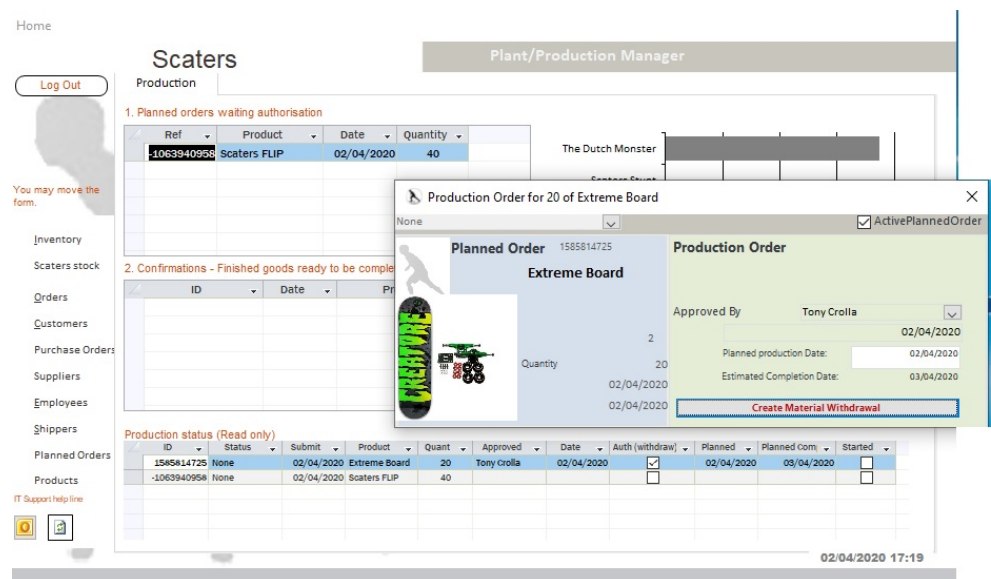 Home
Scaters
Plant/Production Manager
Log Out
Production
1. Planned orders waiting authorisation
Ref Product Date Quantity
-1063940958 Scaters FLIP 02/04/2020 40
The Dutch Monster
Scaters Stunt
You may move the
form.
Production Order for 20 of Extreme Board
None
ActivePlannedOrder
Planned Order 1585814725
Production Order
Extreme Board
CREATURE
Approved By Tony Crolla
02/04/2020
2
Planned production Date: 02/04/2020
Quantity 20
Estimated Completion Date: 03/04/2020
02/04/2020
02/04/2020
Create Material Withdrawal
Inventory
Scaters stock
Orders
Customers
Purchase Orders
Suppliers
Employees
Shippers
Planned Orders
Products
IT Support help line
2. Confirmations - Finished goods ready to be comple
ID Date Pr
Production status (Read only)
ID Status Submit Product Quant Approved Date Auth (withdraw) Planned Planned Com Started
1585814725 None 02/04/2020 Extreme Board 20 Tony Crolla 02/04/2020 02/04/2020 03/04/2020
-1063940958 None 02/04/2020 Scaters FLIP 40
02/04/2020 17:19